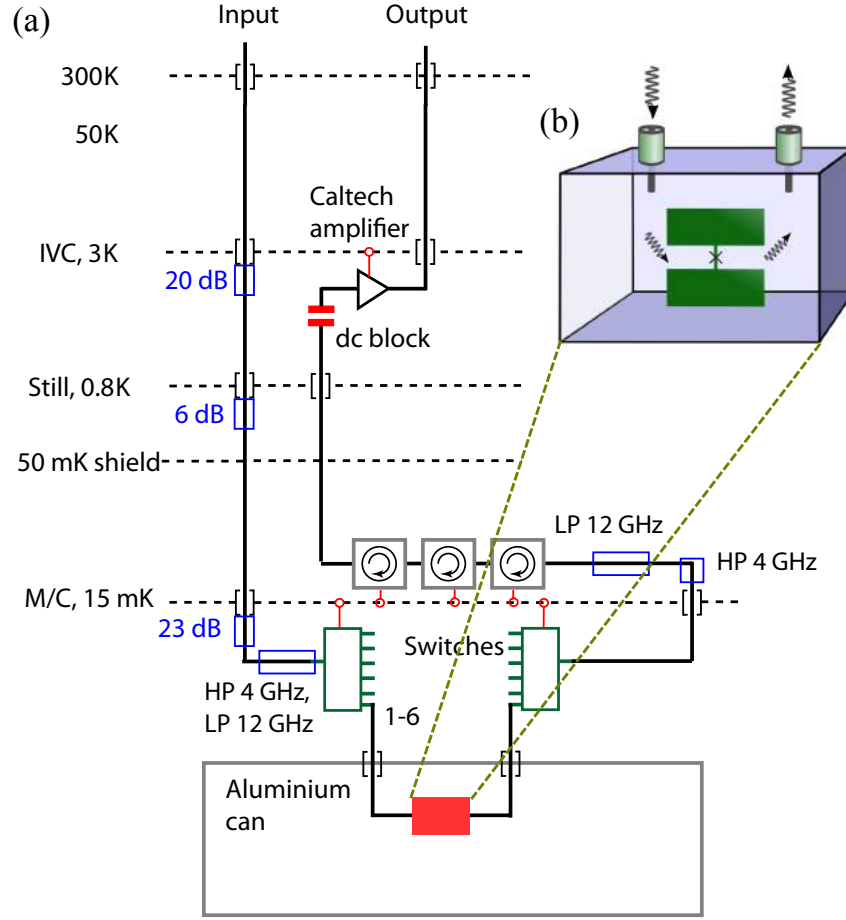 (a)
Input
Output
300K
50K
(b)
Caltech
amplifier
IVC, 3K
20 dB
dc block
Still, 0.8K
6 dB
50 mK shield
LP 12 GHz
HP 4 GHz
M/C, 15 mK
23 dB
Switches
HP 4 GHz,
LP 12 GHz
1-6
Aluminium
can